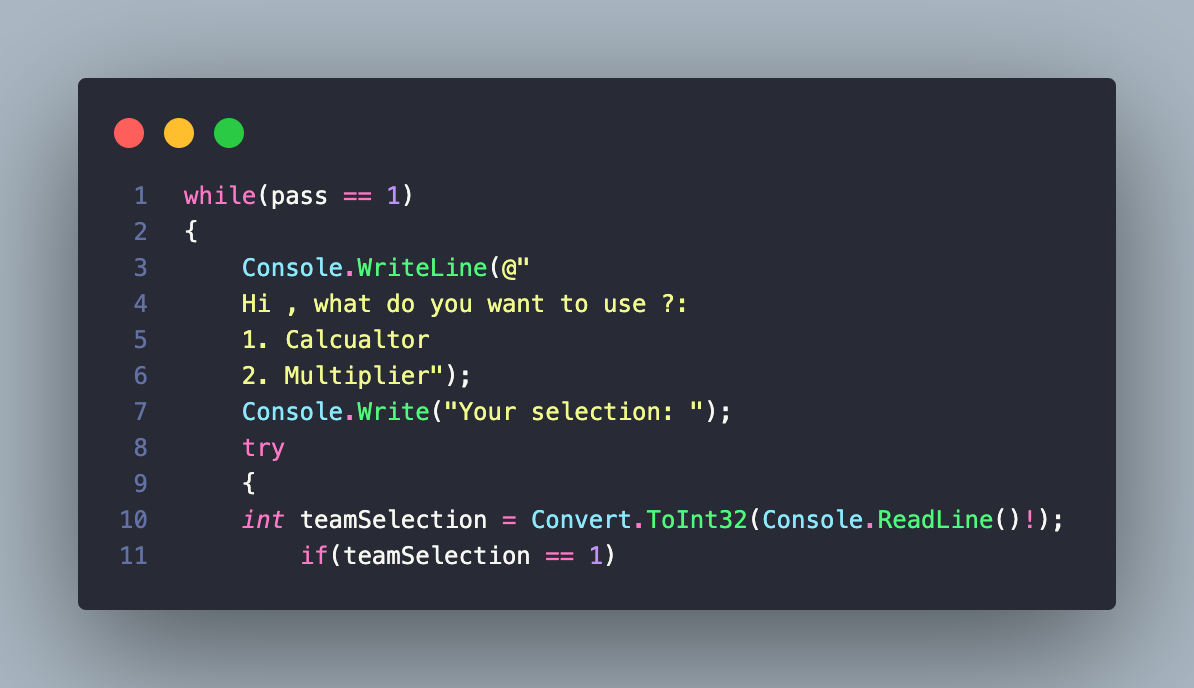 1 while(pass == 1)
2 {
3     Console.WriteLine(@"
4     Hi , what do you want to use ?:
5     1. Calcualtor
6     2. Multiplier");
7     Console.Write("Your selection: ");
8     try
9     {
10     int teamSelection = Convert.ToInt32(Console.ReadLine()!);
11         if(teamSelection == 1)